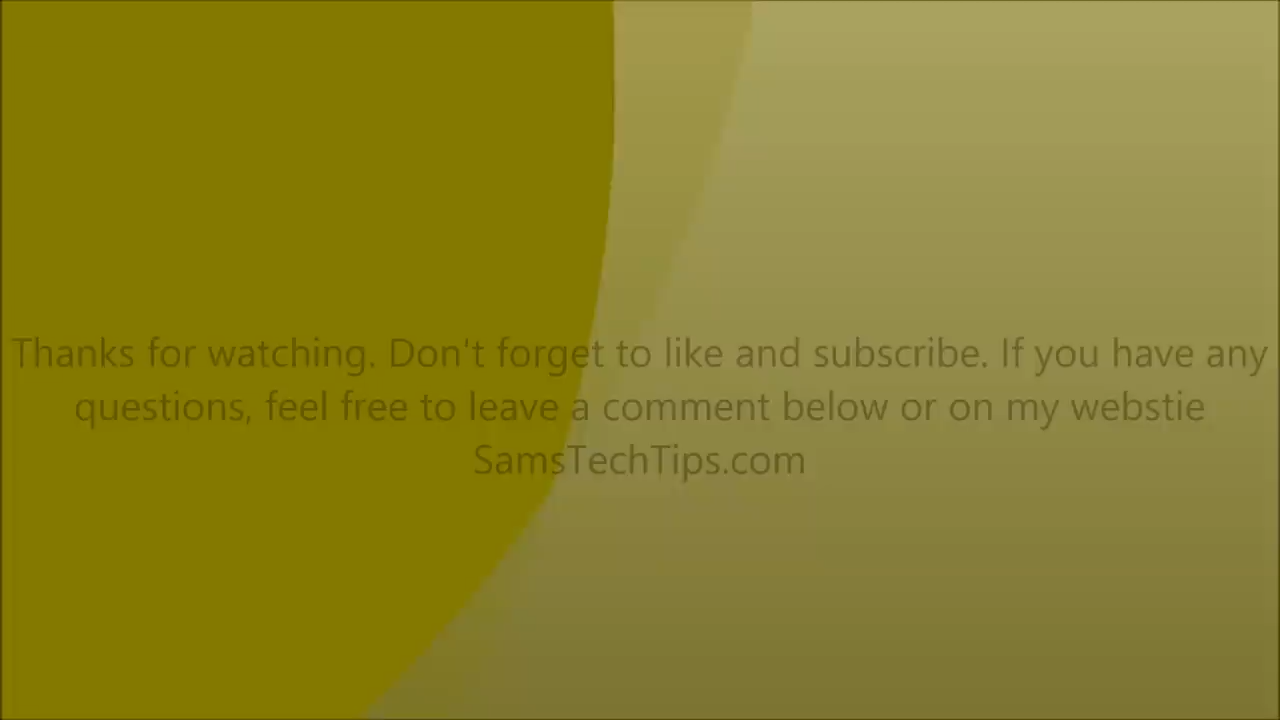 Thanks for watching. Don't forget to like and subscribe. If you have any
questions, feel free to leave a comment below or on my webstie
SamsTechTips.com